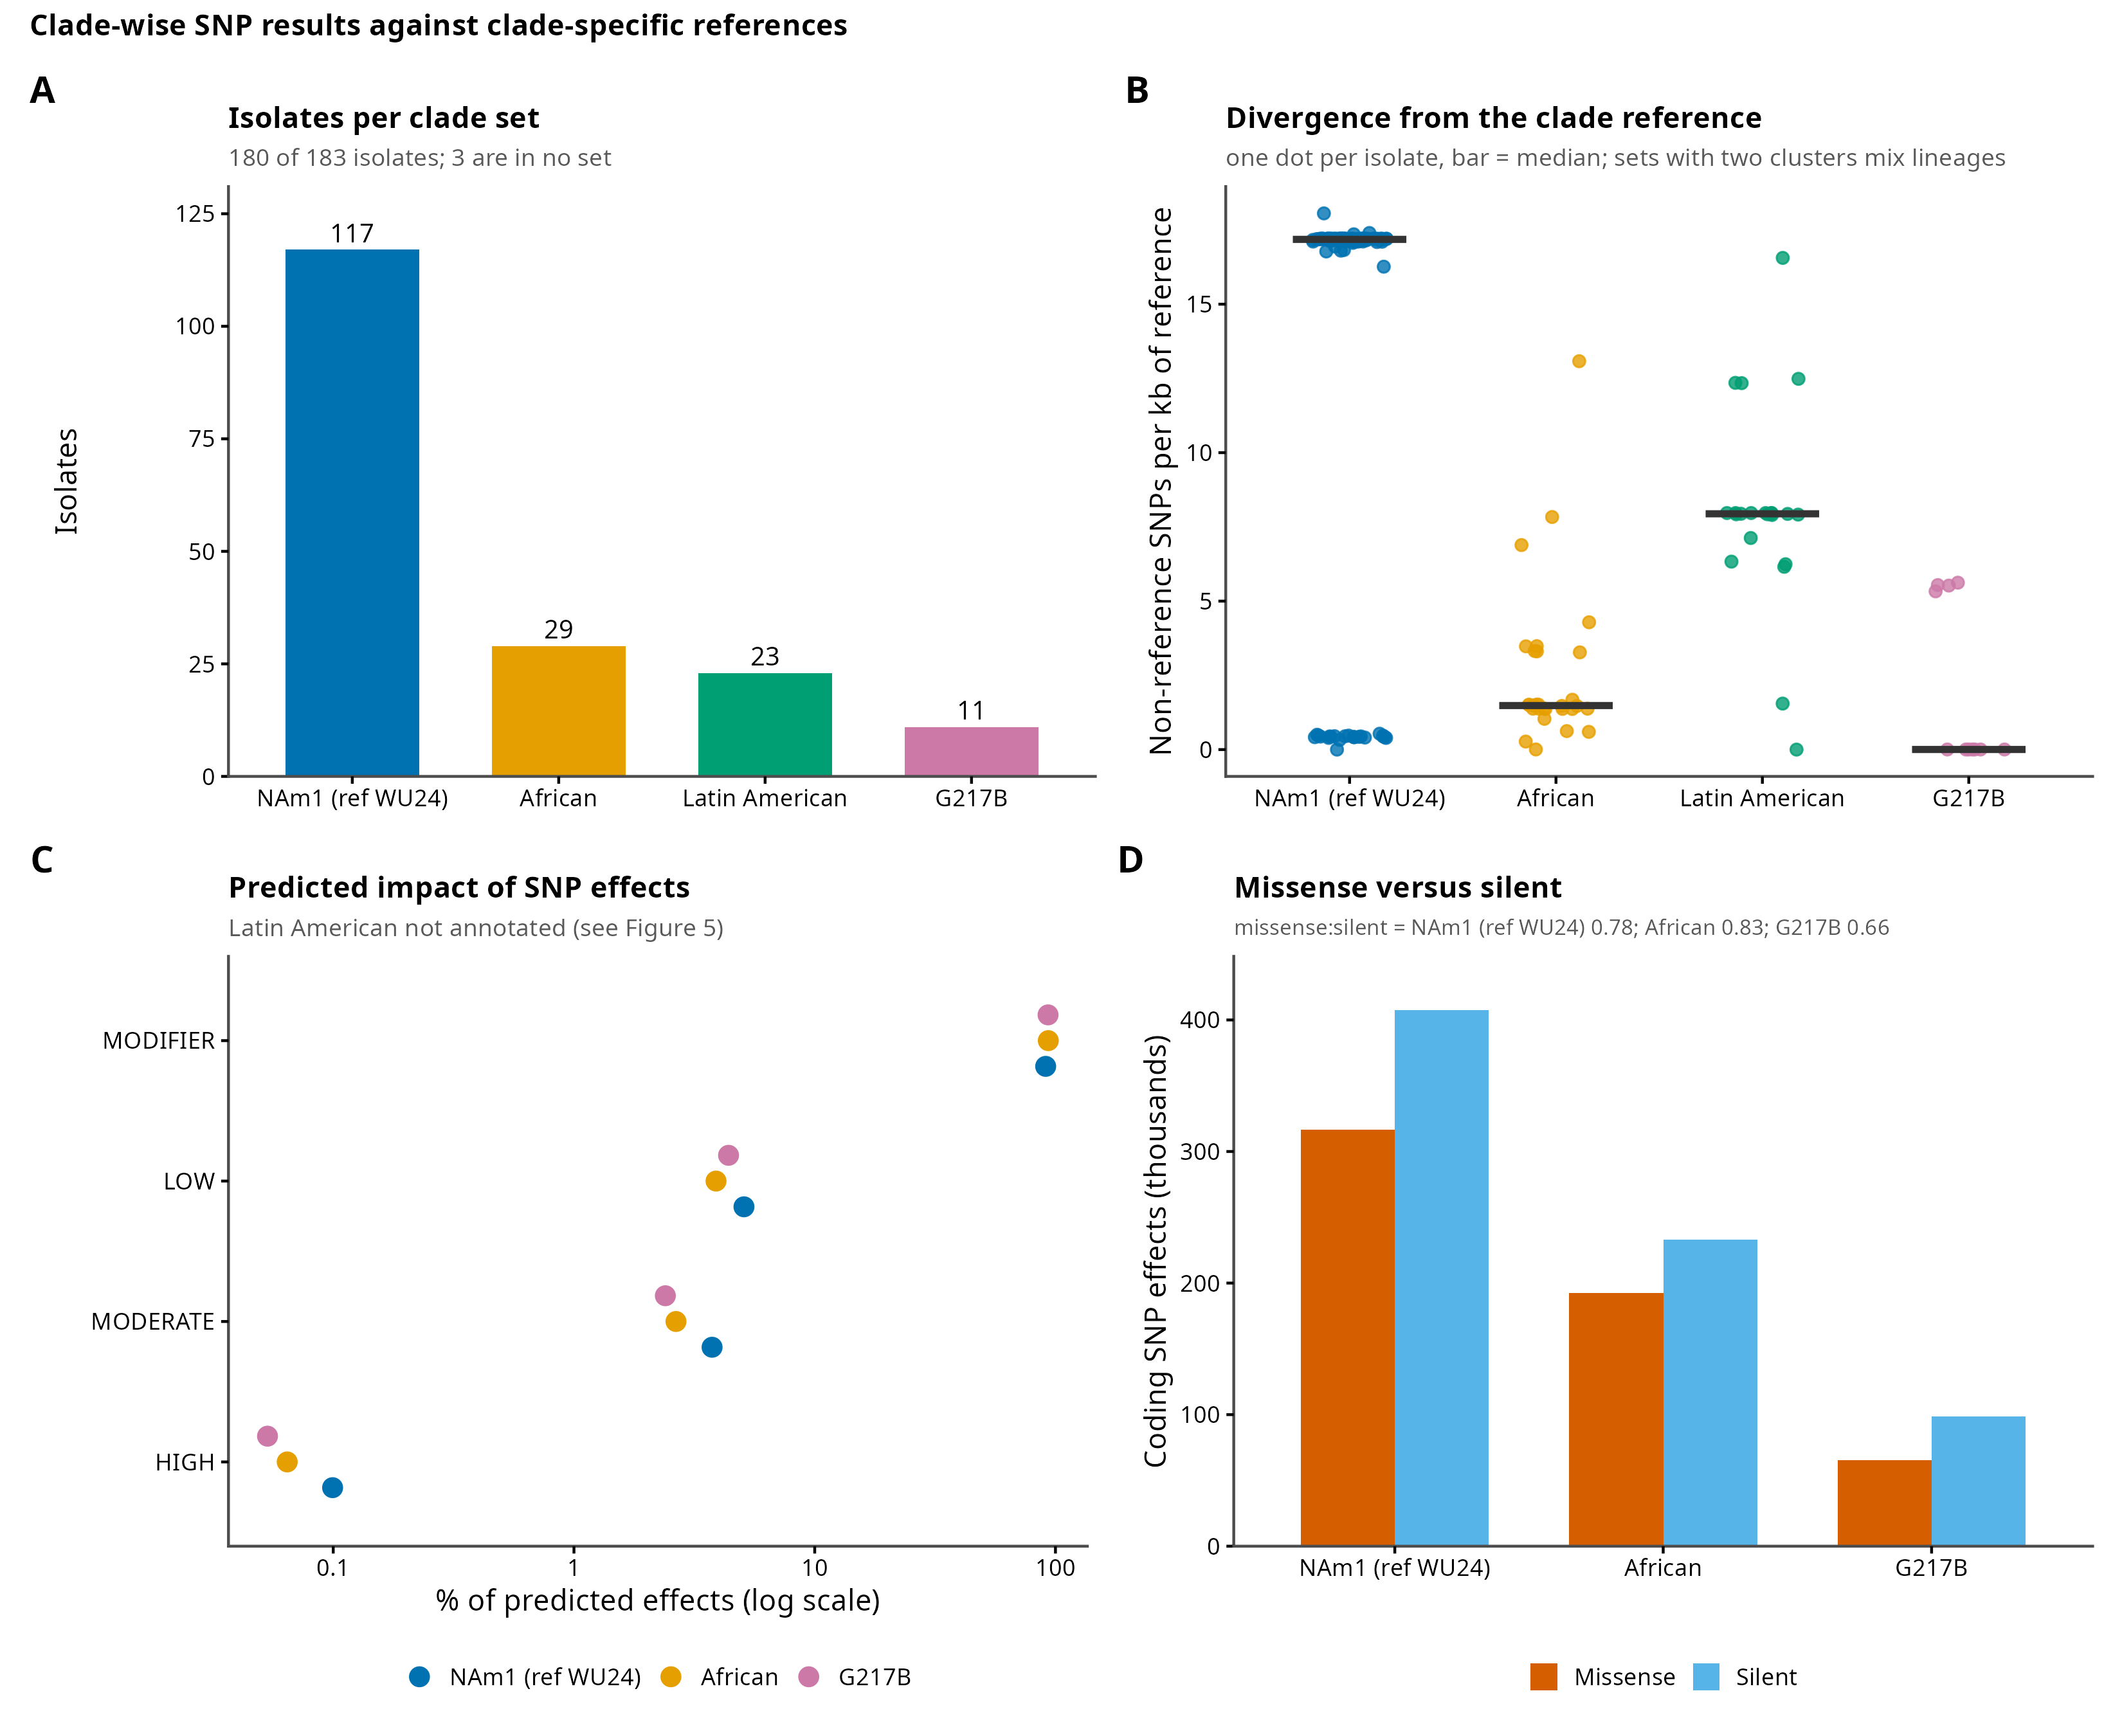 Clade-wise SNP results against clade-specific references
A
Isolates per clade set
180 of 183 isolates; 3 are in no set
Isolates
125
100
75
50
25
0
117
29
23
11
NAm1 (ref WU24)
African
Latin American
G217B
B
Divergence from the clade reference
one dot per isolate, bar = median; sets with two clusters mix lineages
Non-reference SNPs per kb of reference
15
10
5
0
NAm1 (ref WU24)
African
Latin American
G217B
C
Predicted impact of SNP effects
Latin American not annotated (see Figure 5)
MODIFIER
LOW
MODERATE
HIGH
0.1
1
10
100
% of predicted effects (log scale)
NAm1 (ref WU24)
African
G217B
D
Missense versus silent
missense:silent = NAm1 (ref WU24) 0.78; African 0.83; G217B 0.66
Coding SNP effects (thousands)
400
300
200
100
0
NAm1 (ref WU24)
African
G217B
Missense
Silent